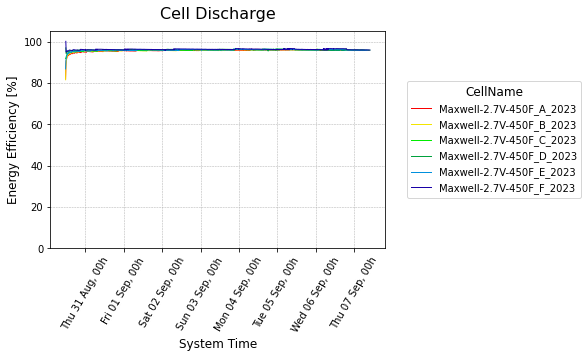 Cell Discharge
Energy Efficiency [%]
100
80
60
40
20
0
Thu 31 Aug, 00h
Fri 01 Sep, 00h
Sat 02 Sep, 00h
Sun 03 Sep, 00h
Mon 04 Sep, 00h
Tue 05 Sep, 00h
Wed 06 Sep, 00h
Thu 07 Sep, 00h
System Time
CellName
Maxwell-2.7V-450F_A_2023
Maxwell-2.7V-450F_B_2023
Maxwell-2.7V-450F_C_2023
Maxwell-2.7V-450F_D_2023
Maxwell-2.7V-450F_E_2023
Maxwell-2.7V-450F_F_2023